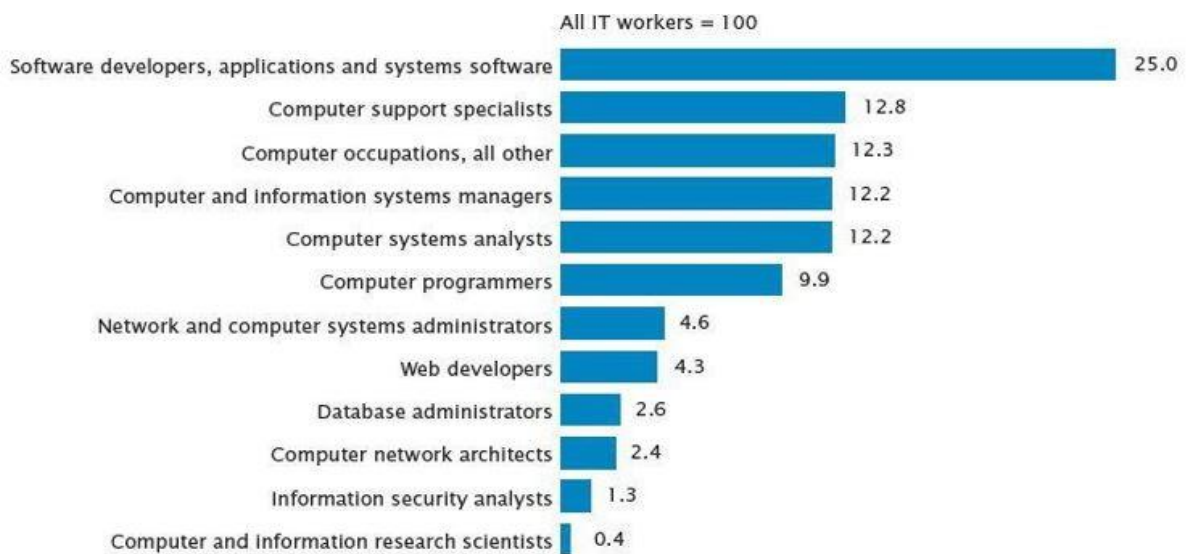 All IT workers = 100
Software developers, applications and systems software 25.0
Computer support specialists 12.8
Computer occupations, all other 12.3
Computer and information systems managers 12.2
Computer systems analysts 12.2
Computer programmers 9.9
Network and computer systems administrators 4.6
Web developers 4.3
Database administrators 2.6
Computer network architects 2.4
Information security analysts 1.3
Computer and information research scientists 0.4